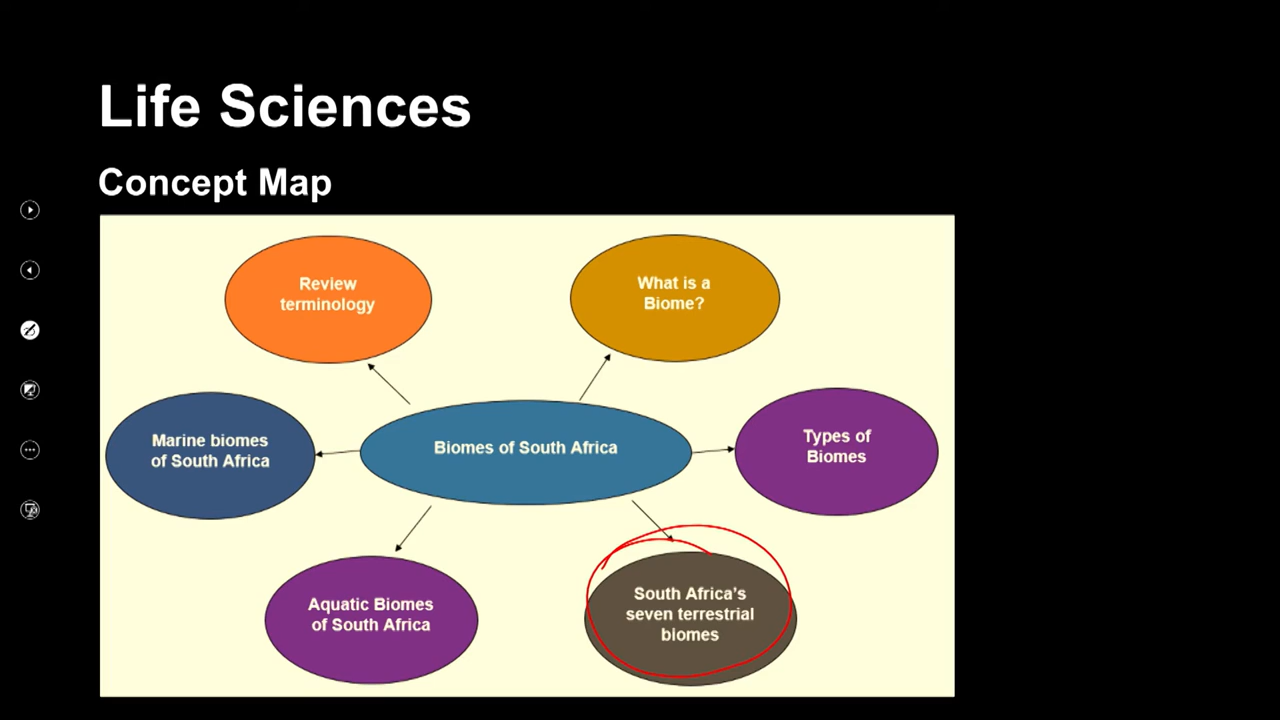 Life Sciences
Concept Map
Review
terminology
What is a
Biome?
Marine biomes
of South Africa
Biomes of South Africa
Types of
Biomes
Aquatic Biomes
of South Africa
South Africa’s
seven terrestrial
biomes